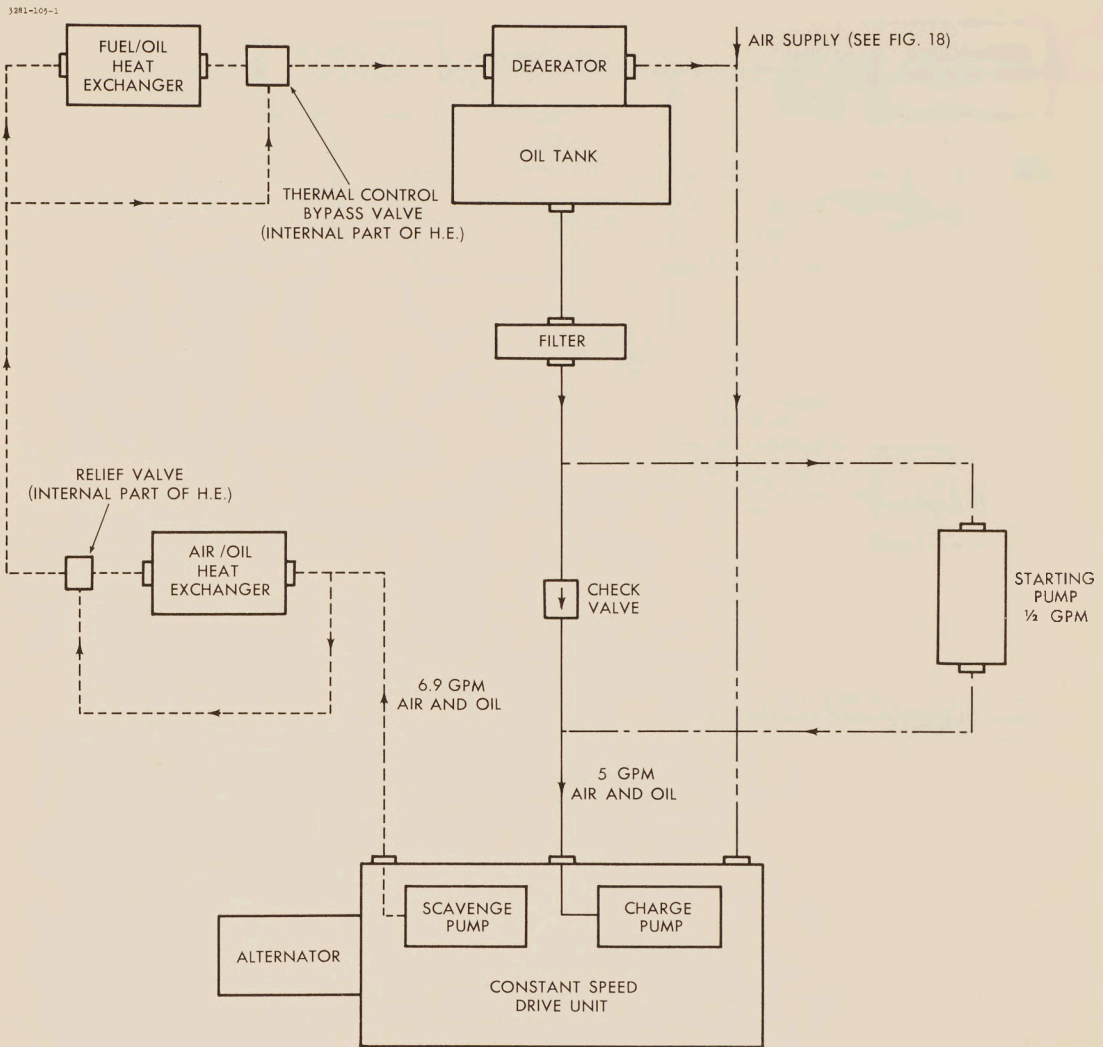 3281-105-1
FUEL/OIL
HEAT
EXCHANGER
DEAERATOR
AIR SUPPLY (SEE FIG. 18)
OIL TANK
THERMAL CONTROL
BYPASS VALVE
(INTERNAL PART OF H.E.)
FILTER
RELIEF VALVE
(INTERNAL PART OF H.E.)
AIR/OIL
HEAT
EXCHANGER
CHECK
VALVE
STARTING
PUMP
½ GPM
6.9 GPM
AIR AND OIL
5 GPM
AIR AND OIL
SCAVENGE
PUMP
CHARGE
PUMP
ALTERNATOR
CONSTANT SPEED
DRIVE UNIT